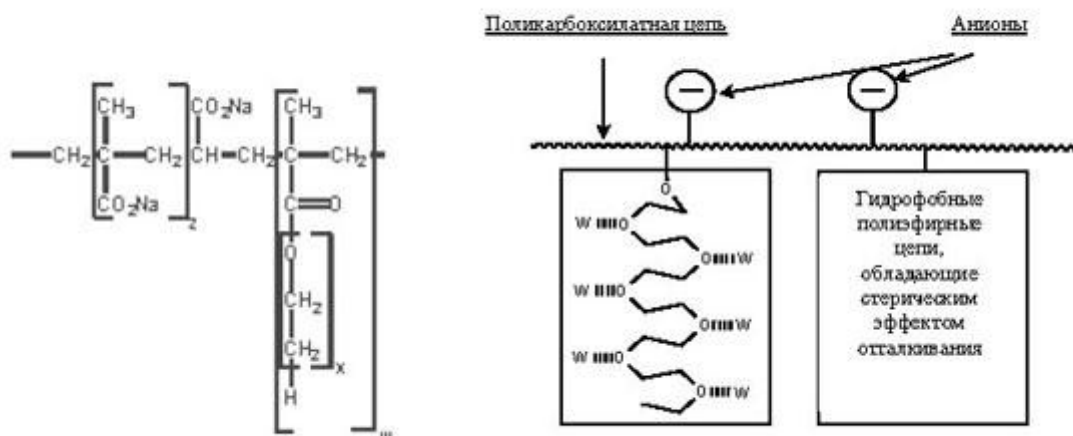 Поликарбоксилатная цепь
Анионы
CH3
CO2Na
CH3
CH2
C
CH2
CH
CH2
C
CH2
CO2Na
z
C
O
O
CH2
CH2
x
H
m
O
W
O
O
W
W
O
O
W
W
O
O
W
Гидрофобные
полиэфирные
цепи,
обладающие
стерическим
эффектом
отталкивания